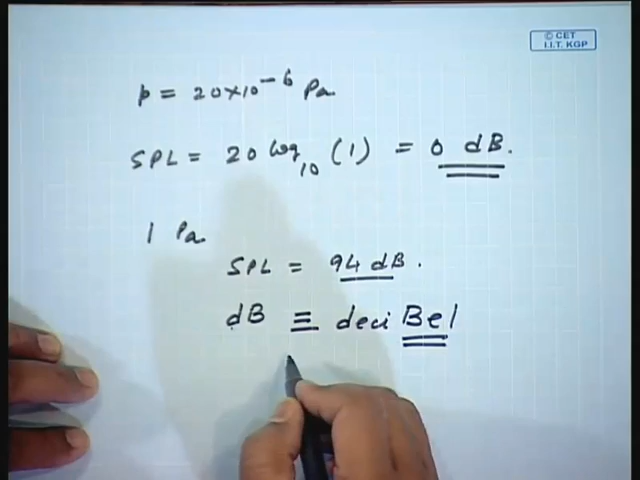 © CET
I.I.T. KGP
p = 20×10⁻⁶ Pa
SPL = 20 log₁₀ (1) = 0 dB.
1 Pa
SPL = 94 dB.
dB ≡ deci Bel